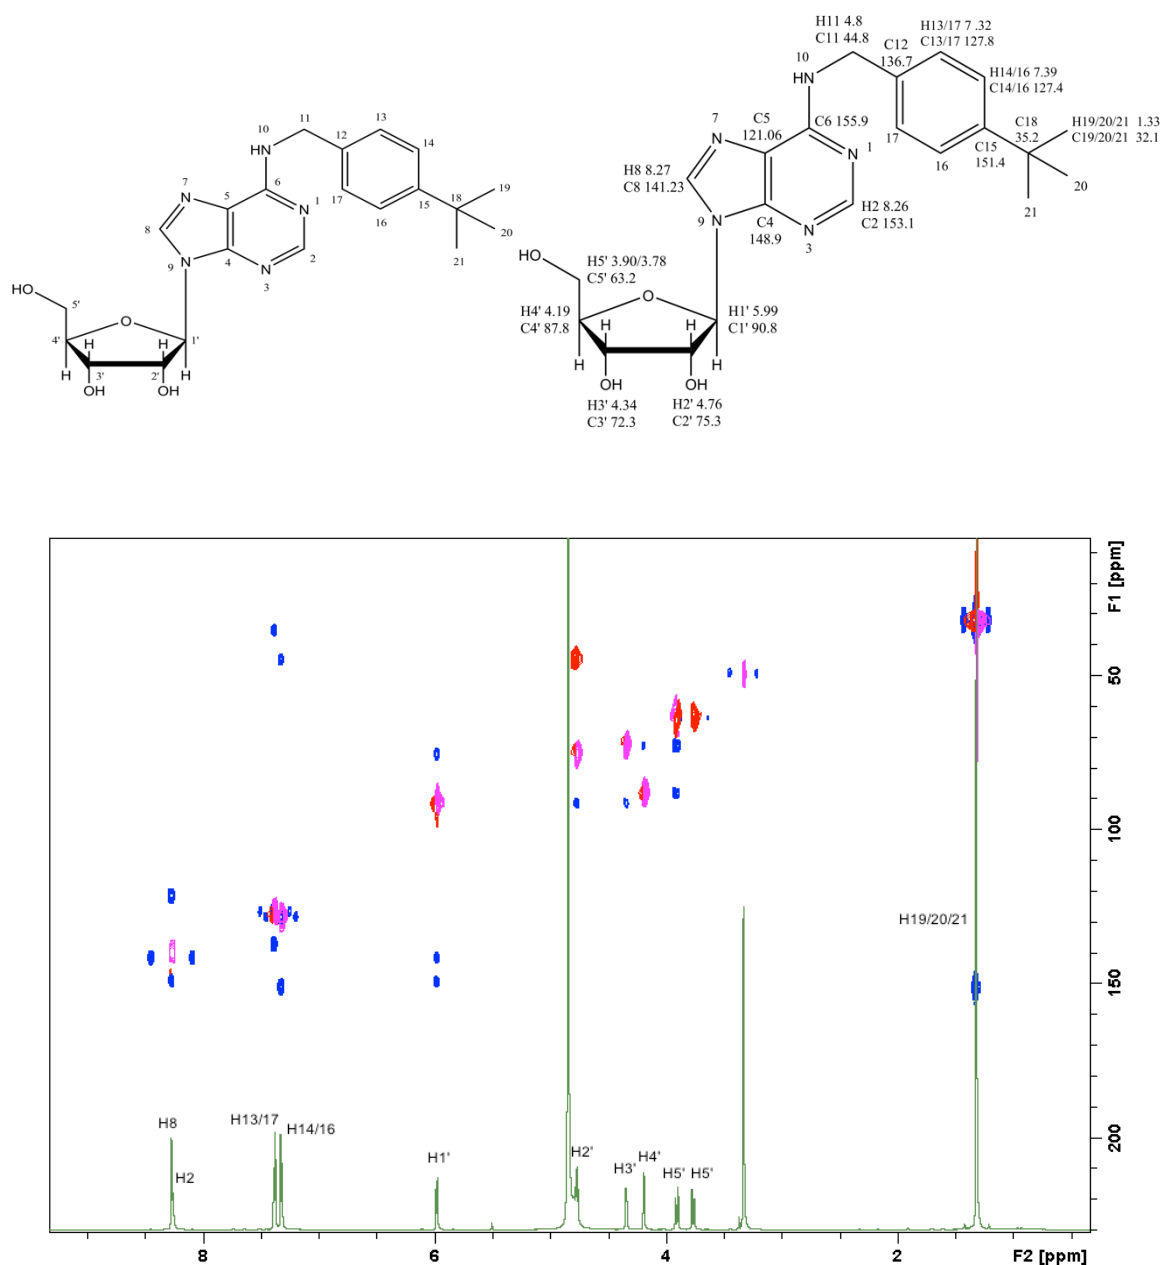 11
10
HN
12
13
14
7
N
6
5
N
1
17
16
15
18
19
20
21
8
9
N
4
N
3
2
HO
5'
O
4'
H
H
H
1'
H
3'
2'
OH
OH
H11 4.8
C11 44.8
C12
136.7
H13/17 7 .32
C13/17 127.8
10
HN
H14/16 7.39
C14/16 127.4
7
N
C5
121.06
C6 155.9
N
1
17
16
C15
151.4
C18
35.2
H19/20/21 1.33
C19/20/21 32.1
20
21
H8 8.27
C8 141.23
9
N
C4
148.9
N
3
H2 8.26
C2 153.1
HO
H5' 3.90/3.78
C5' 63.2
O
H4' 4.19
C4' 87.8
H1' 5.99
C1' 90.8
H
H
H
H
OH
OH
H3' 4.34
C3' 72.3
H2' 4.76
C2' 75.3
F1 [ppm]
50
100
150
200
H19/20/21
H8
H2
H13/17
H14/16
H1'
H2'
H3'
H4'
H5'
H5'
8
6
4
2
F2 [ppm]